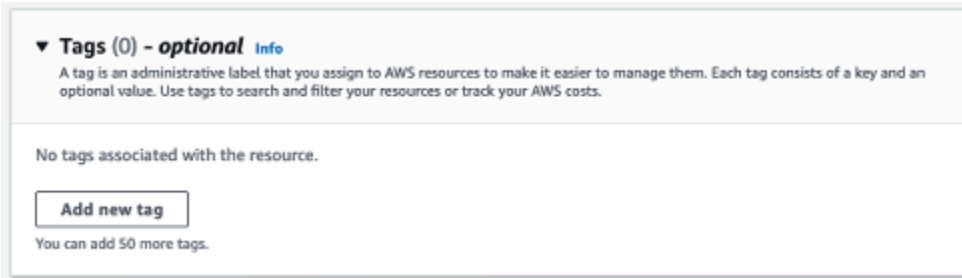 Tags (0) - optional Info
A tag is an administrative label that you assign to AWS resources to make it easier to manage them. Each tag consists of a key and an
optional value. Use tags to search and filter your resources or track your AWS costs.
No tags associated with the resource.
Add new tag
You can add 50 more tags.